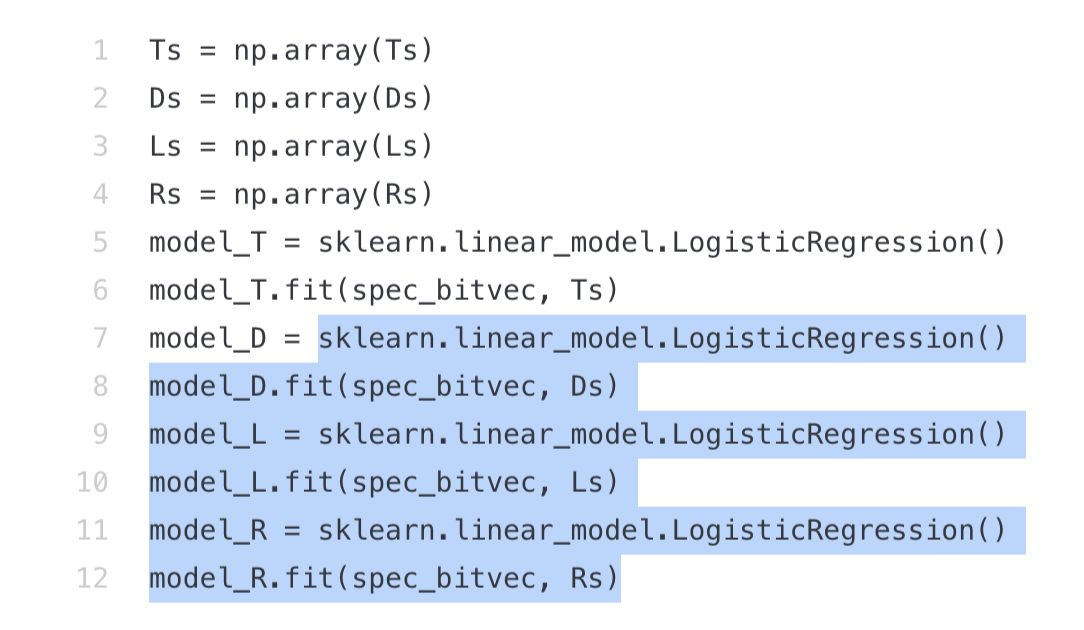 1 Ts = np.array(Ts)
2 Ds = np.array(Ds)
3 Ls = np.array(Ls)
4 Rs = np.array(Rs)
5 model_T = sklearn.linear_model.LogisticRegression()
6 model_T.fit(spec_bitvec, Ts)
7 model_D = sklearn.linear_model.LogisticRegression()
8 model_D.fit(spec_bitvec, Ds)
9 model_L = sklearn.linear_model.LogisticRegression()
10 model_L.fit(spec_bitvec, Ls)
11 model_R = sklearn.linear_model.LogisticRegression()
12 model_R.fit(spec_bitvec, Rs)